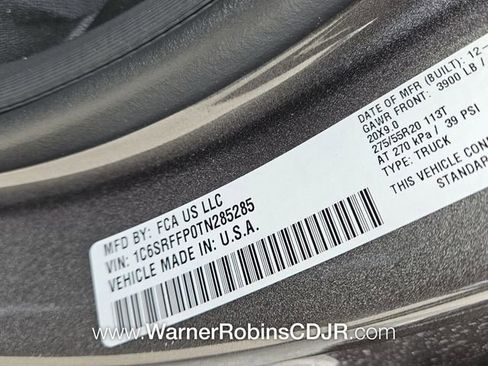 MFD BY: FCA US LLC
VIN: 1C6SRFFP0TN285285
VEHICLE MADE IN: U.S.A.
DATE OF MFR (BUILT): 12-
GAWR FRONT: 3900 LB /
20X9.0
275/55R20 113T
AT 270 kPa / 39 PSI
TYPE: TRUCK
THIS VEHICLE CON
STANDAR
www.WarnerRobinsCDJR.com